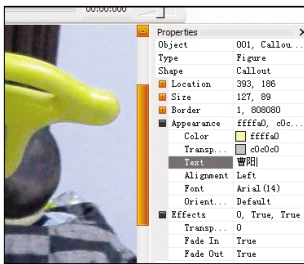 00:00:000
Properties
Object 001, Callou...
Type Figure
Shape Callout
Location 393, 186
Size 127, 89
Border 1, 808080
Appearance ffffa0, c0c...
Color ffffa0
Transp... c0c0c0
Text 曹阳
Alignment Left
Font Arial(14)
Orient... Default
Effects 0, True, True
Transp... 0
Fade In True
Fade Out True